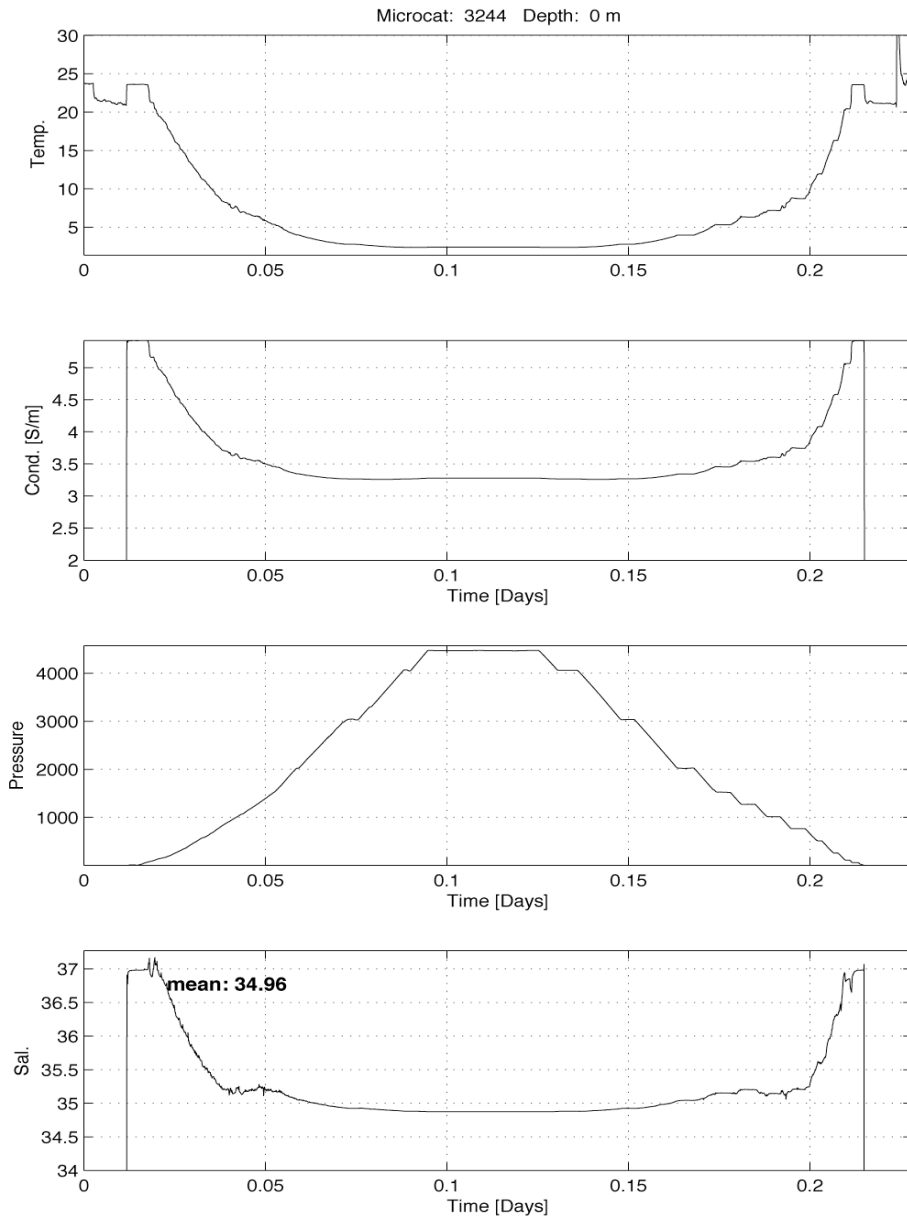 Microcat: 3244 Depth: 0 m
30
25
20
15
10
5
Temp.
0 0.05 0.1 0.15 0.2
5
4.5
4
3.5
3
2.5
2
Cond. [S/m]
0 0.05 0.1 0.15 0.2
Time [Days]
4000
3000
2000
1000
Pressure
0 0.05 0.1 0.15 0.2
Time [Days]
37
36.5
36
35.5
35
34.5
34
Sal.
mean: 34.96
0 0.05 0.1 0.15 0.2
Time [Days]